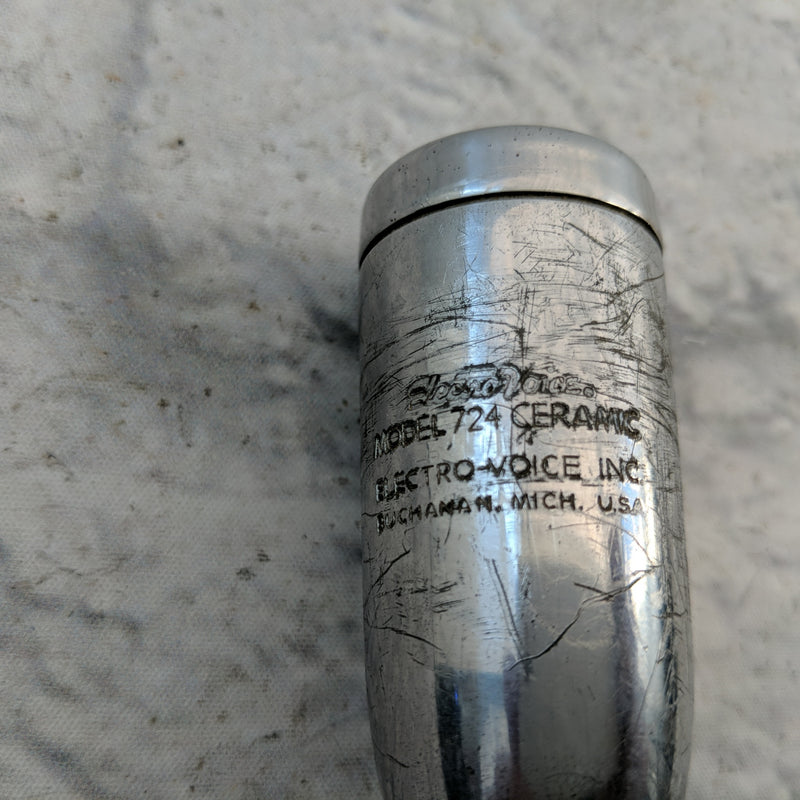 Electro-Voice®
MODEL 724 CERAMIC
ELECTRO-VOICE INC.
BUCHANAN, MICH. U.S.A